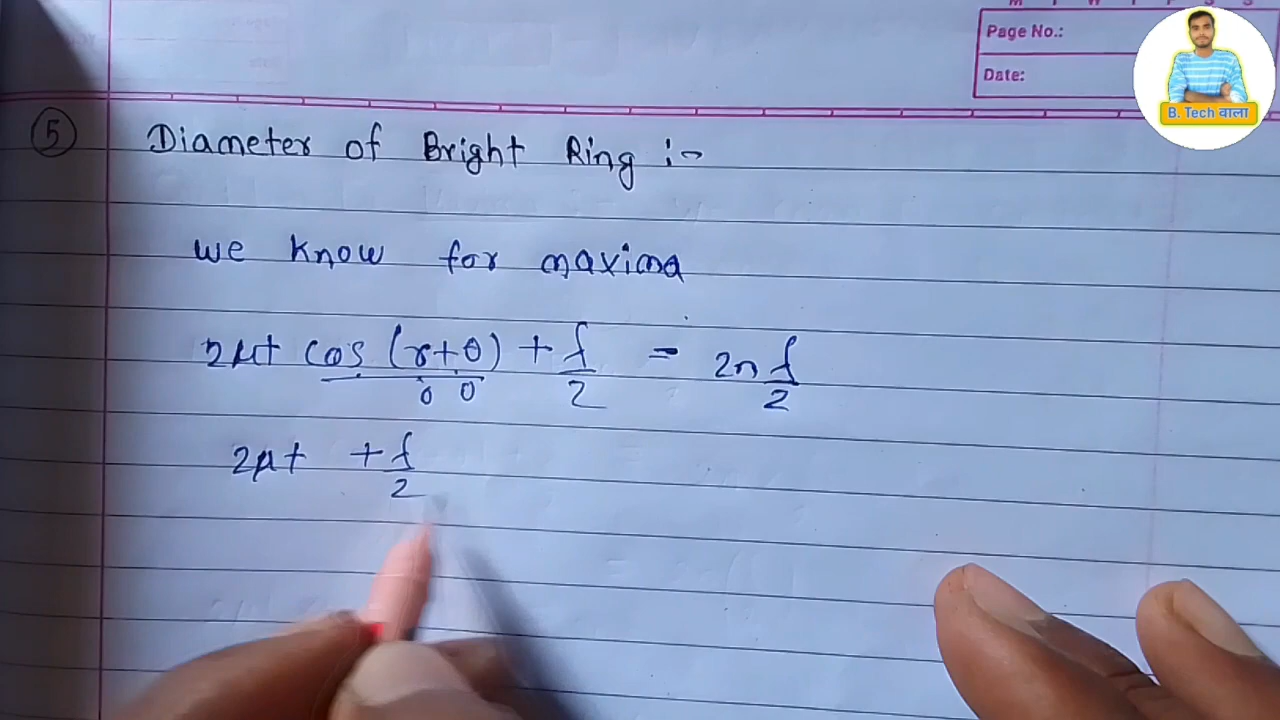 Page No.:
Date:
B. Tech वाला
5 Diameter of Bright Ring :-
we know for maxima
2μt cos (r+θ) + λ/2 = 2n λ/2
0 0
2μt + λ/2